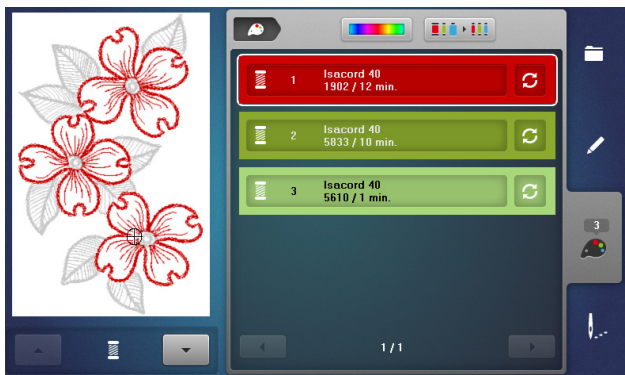 1
Isacord 40
1902 / 12 min.
2
Isacord 40
5833 / 10 min.
3
Isacord 40
5610 / 1 min.
3
1 / 1